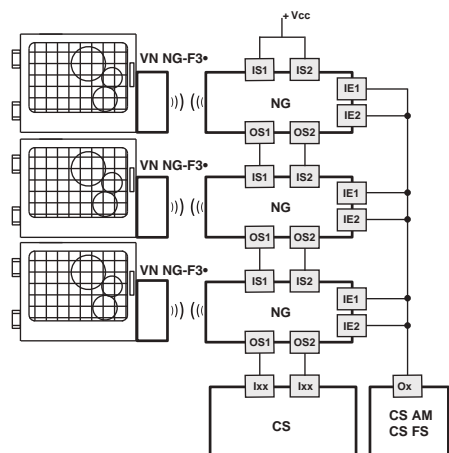 + Vcc
VN NG-F3•
IS1 IS2
NG
IE1
IE2
OS1 OS2
VN NG-F3•
IS1 IS2
NG
IE1
IE2
OS1 OS2
VN NG-F3•
IS1 IS2
NG
IE1
IE2
OS1 OS2
Ixx Ixx
CS
Ox
CS AM
CS FS